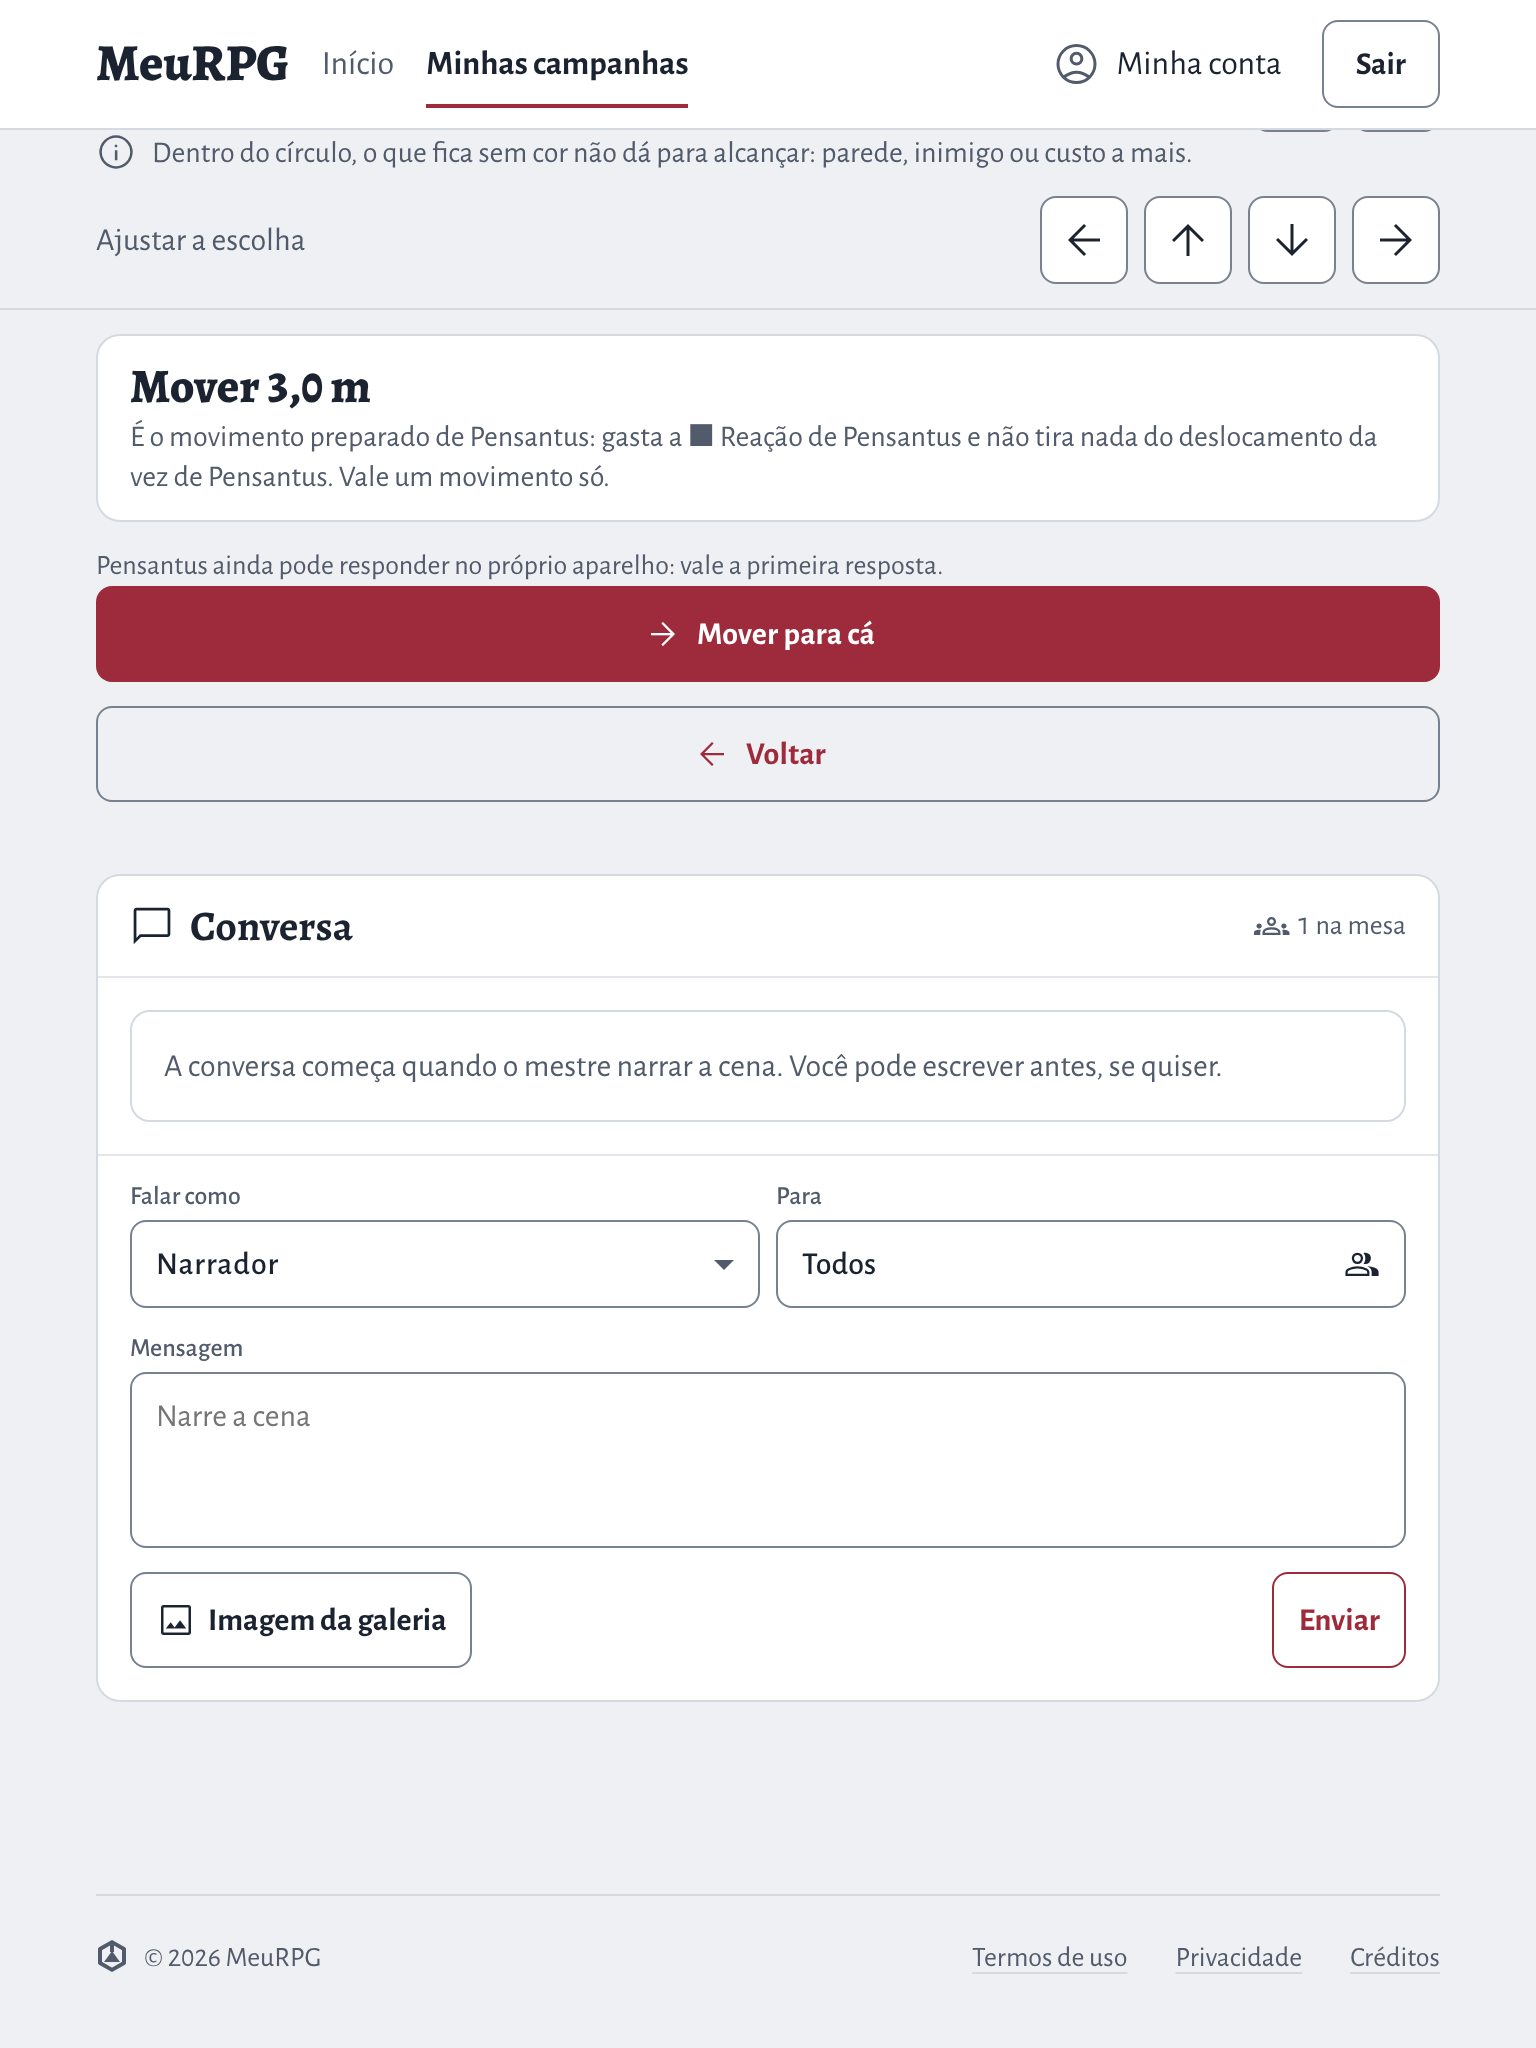 MeuRPG Início Minhas campanhas Minha conta Sair
Dentro do círculo, o que fica sem cor não dá para alcançar: parede, inimigo ou custo a mais.
Ajustar a escolha
Mover 3,0 m
É o movimento preparado de Pensantus: gasta a ■ Reação de Pensantus e não tira nada do deslocamento da
vez de Pensantus. Vale um movimento só.
Pensantus ainda pode responder no próprio aparelho: vale a primeira resposta.
Mover para cá
Voltar
Conversa
1 na mesa
A conversa começa quando o mestre narrar a cena. Você pode escrever antes, se quiser.
Falar como
Para
Narrador
Todos
Mensagem
Narre a cena
Imagem da galeria
Enviar
© 2026 MeuRPG
Termos de uso
Privacidade
Créditos